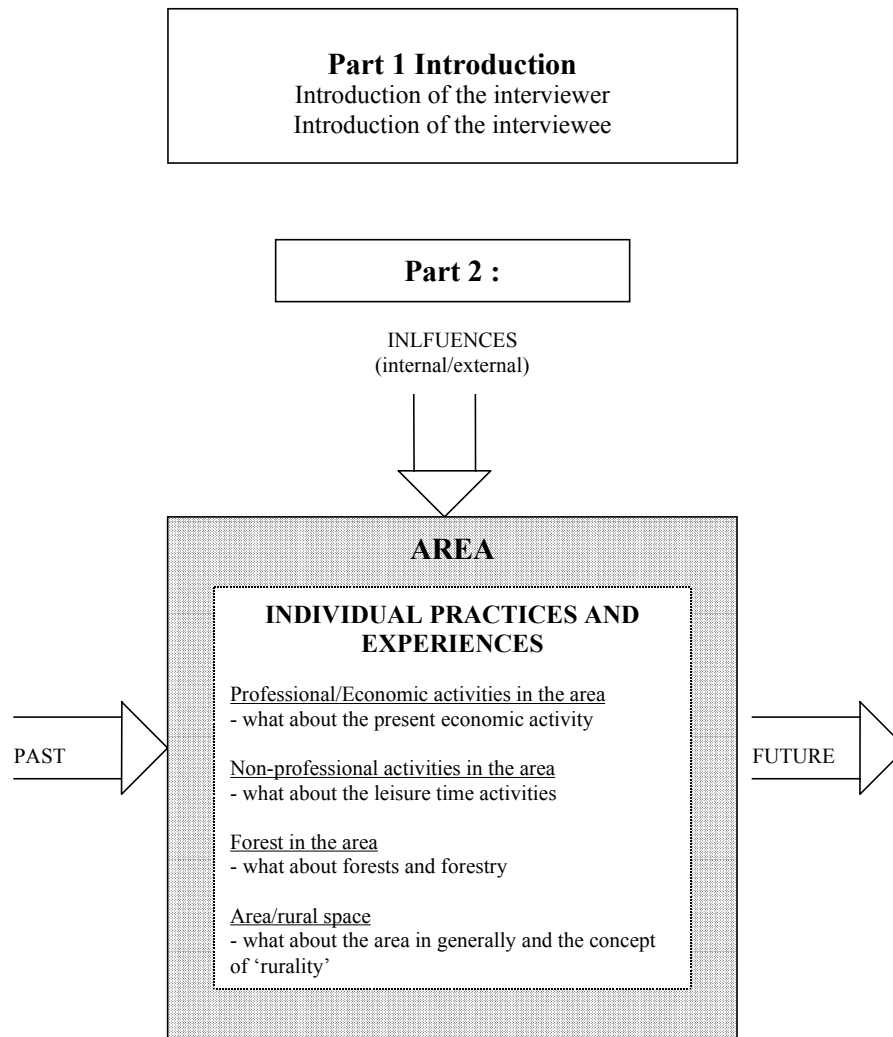 Part 1 Introduction
Introduction of the interviewer
Introduction of the interviewee
Part 2 :
INLFUENCES
(internal/external)
AREA
INDIVIDUAL PRACTICES AND
EXPERIENCES
Professional/Economic activities in the area
- what about the present economic activity
PAST
FUTURE
Non-professional activities in the area
- what about the leisure time activities
Forest in the area
- what about forests and forestry
Area/rural space
- what about the area in generally and the concept
of ‘rurality’